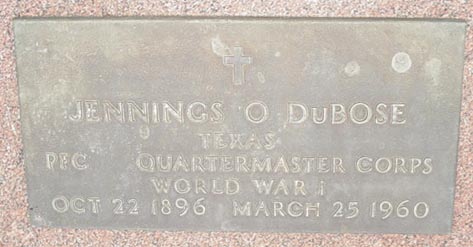 JENNINGS O DuBOSE
TEXAS
PFC QUARTERMASTER CORPS
WORLD WAR I
OCT 22 1896 MARCH 25 1960